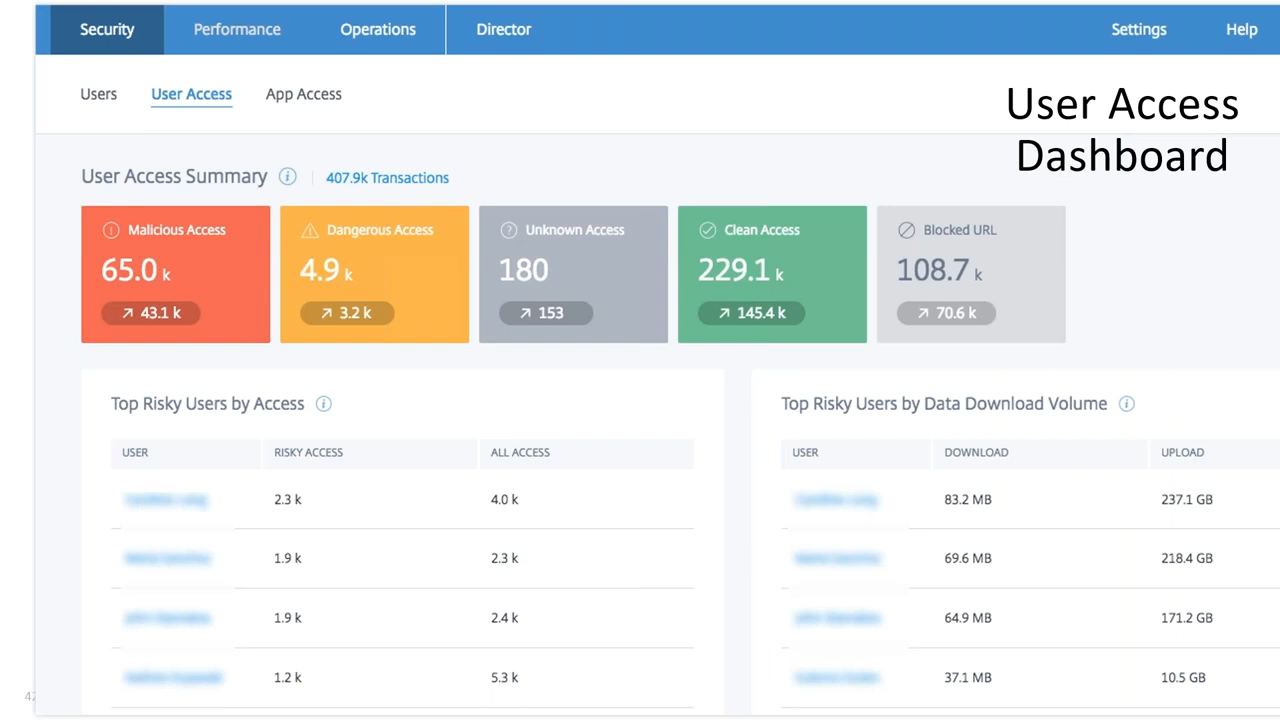 Security Performance Operations Director Settings Help
Users User Access App Access
User Access
Dashboard
User Access Summary 407.9k Transactions
Malicious Access Dangerous Access Unknown Access Clean Access Blocked URL
65.0 k 4.9 k 180 229.1 k 108.7 k
43.1 k 3.2 k 153 145.4 k 70.6 k
Top Risky Users by Access Top Risky Users by Data Download Volume
USER RISKY ACCESS ALL ACCESS USER DOWNLOAD UPLOAD
2.3 k 4.0 k 83.2 MB 237.1 GB
1.9 k 2.3 k 69.6 MB 218.4 GB
1.9 k 2.4 k 64.9 MB 171.2 GB
1.2 k 5.3 k 37.1 MB 10.5 GB